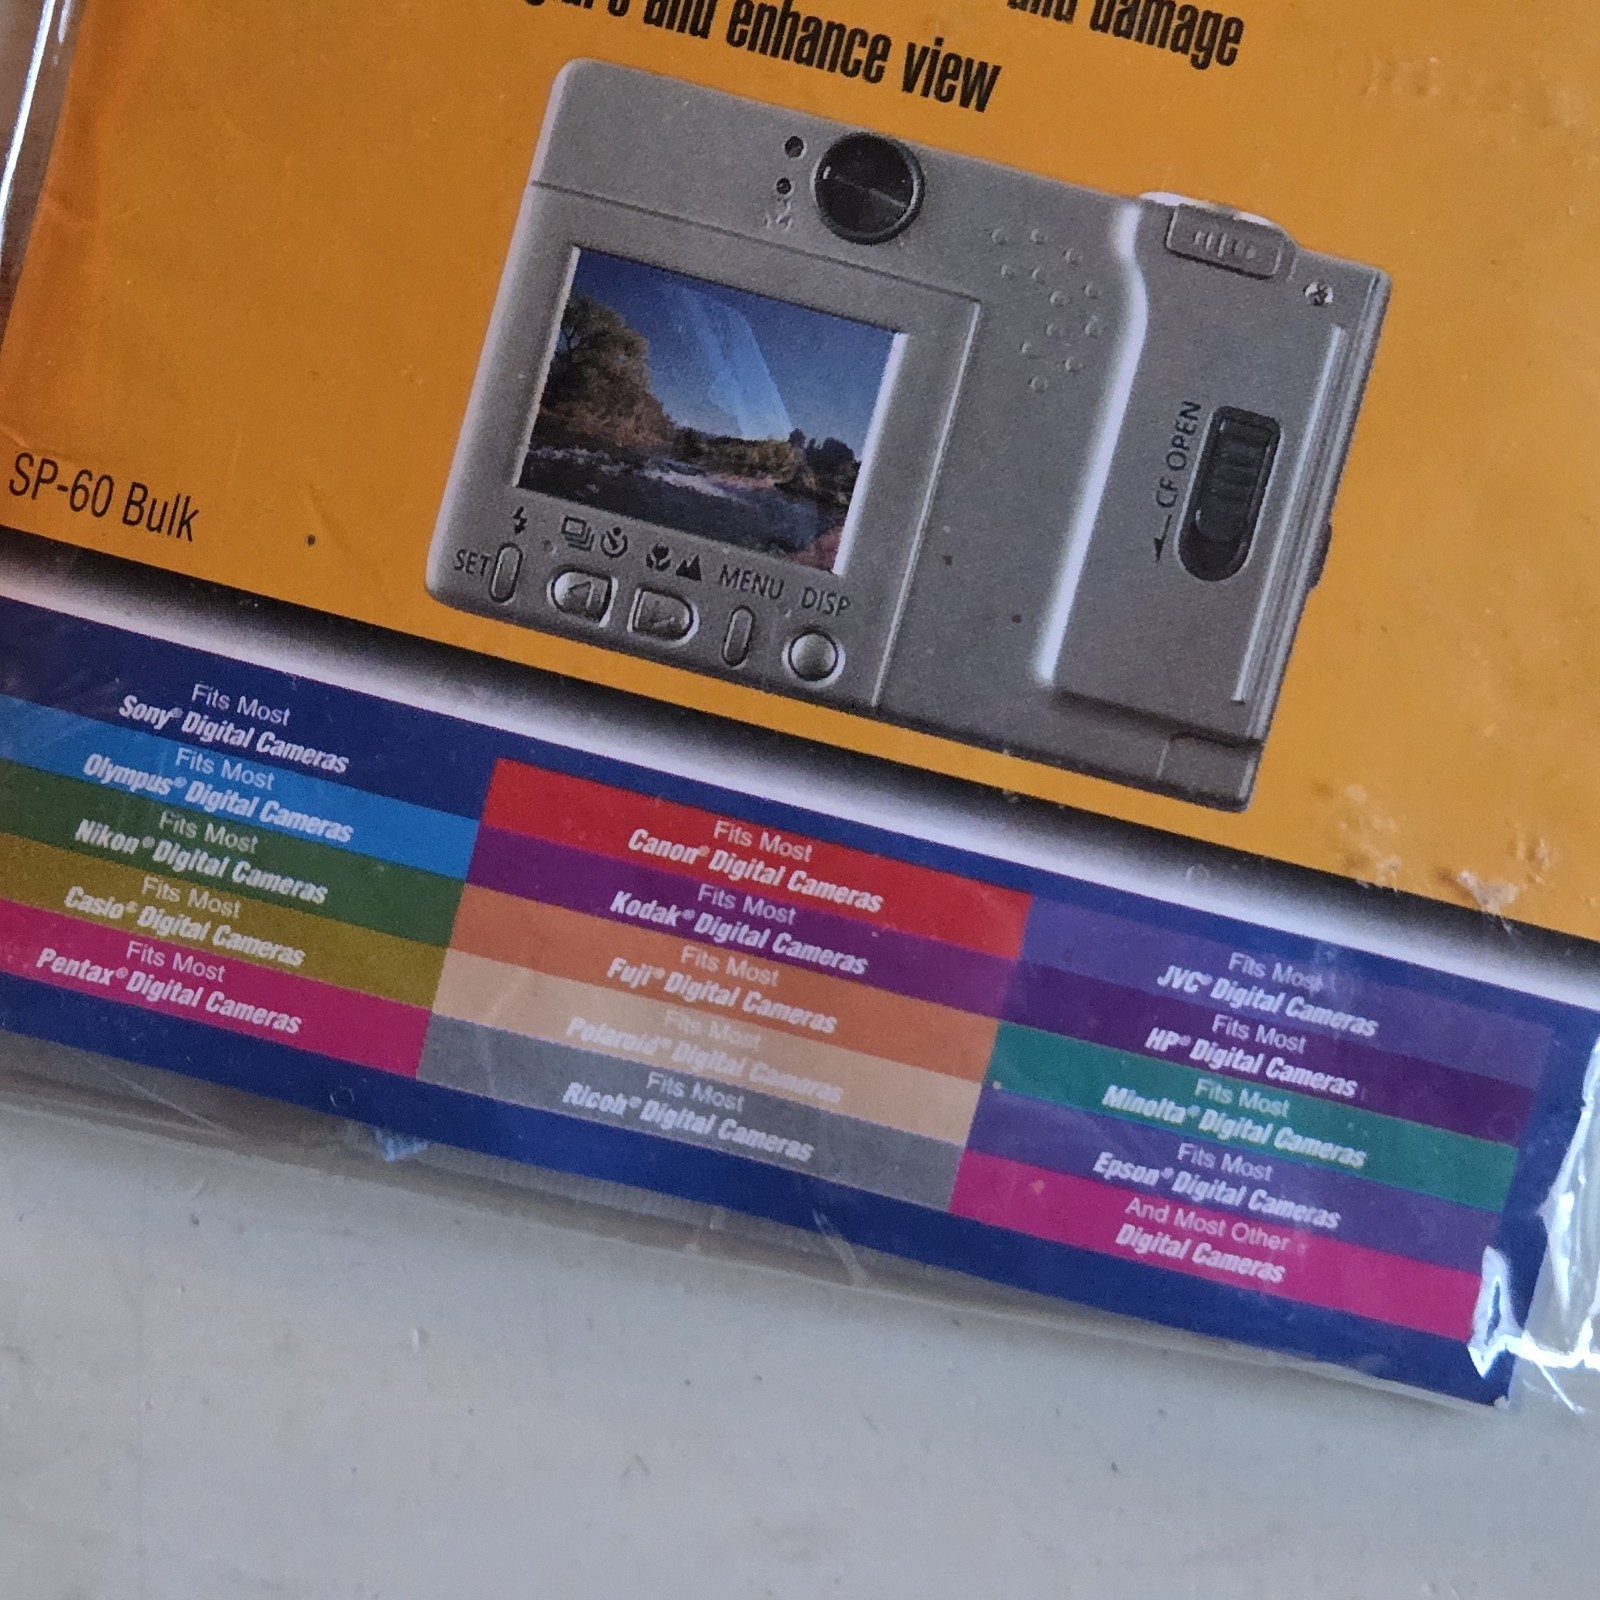 and damage
and enhance view
CF OPEN
SET
MENU DISP
SP-60 Bulk
Fits Most
Sony® Digital Cameras
Fits Most
Olympus® Digital Cameras
Fits Most
Nikon® Digital Cameras
Fits Most
Casio® Digital Cameras
Fits Most
Pentax® Digital Cameras
Fits Most
Canon® Digital Cameras
Fits Most
Kodak® Digital Cameras
Fits Most
Fuji® Digital Cameras
Fits Most
Polaroid® Digital Cameras
Fits Most
Ricoh® Digital Cameras
Fits Most
JVC® Digital Cameras
Fits Most
HP® Digital Cameras
Fits Most
Minolta® Digital Cameras
Fits Most
Epson® Digital Cameras
And Most Other
Digital Cameras